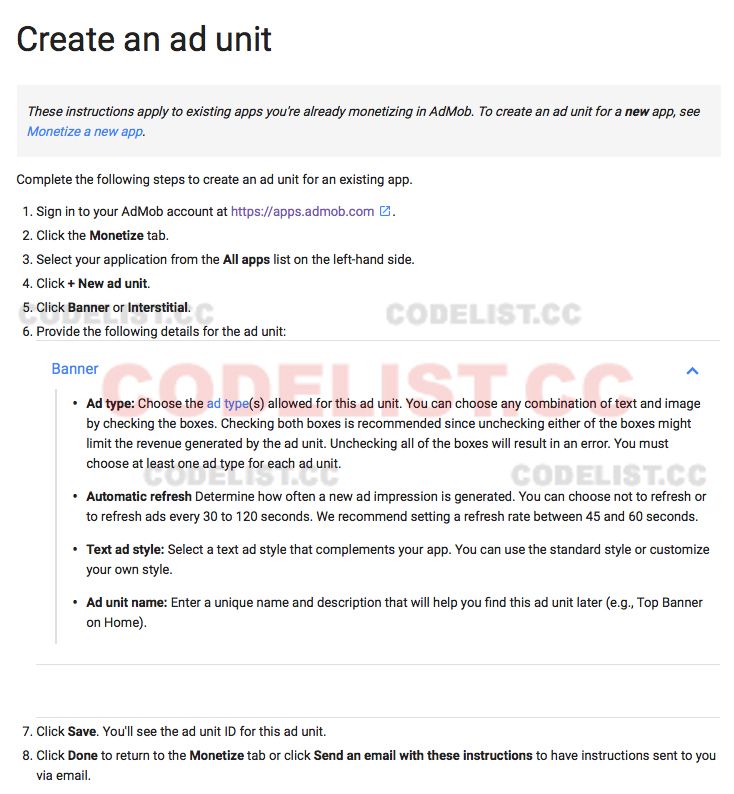 Create an ad unit
These instructions apply to existing apps you're already monetizing in AdMob. To create an ad unit for a new app, see
Monetize a new app.
Complete the following steps to create an ad unit for an existing app.
1. Sign in to your AdMob account at https://apps.admob.com .
2. Click the Monetize tab.
3. Select your application from the All apps list on the left-hand side.
4. Click + New ad unit.
CODELIST.CC CODELIST.CC
5. Click Banner or Interstitial.
6. Provide the following details for the ad unit:
Banner
CODELIST.CC
• Ad type: Choose the ad type(s) allowed for this ad unit. You can choose any combination of text and image
by checking the boxes. Checking both boxes is recommended since unchecking either of the boxes might
limit the revenue generated by the ad unit. Unchecking all of the boxes will result in an error. You must
choose at least one ad type for each ad unit.
CODELIST.CC CODELIST.CC
• Automatic refresh Determine how often a new ad impression is generated. You can choose not to refresh or
to refresh ads every 30 to 120 seconds. We recommend setting a refresh rate between 45 and 60 seconds.
• Text ad style: Select a text ad style that complements your app. You can use the standard style or customize
your own style.
• Ad unit name: Enter a unique name and description that will help you find this ad unit later (e.g., Top Banner
on Home).
7. Click Save. You'll see the ad unit ID for this ad unit.
8. Click Done to return to the Monetize tab or click Send an email with these instructions to have instructions sent to you
via email.